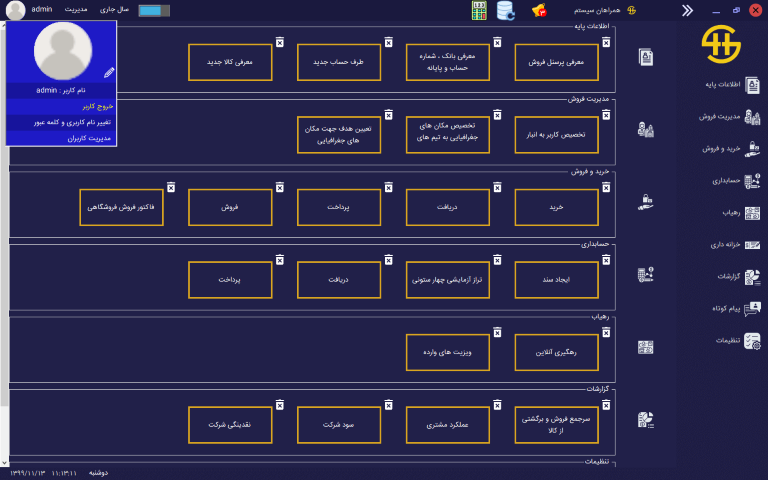 همراهان سیستم
سال جاری
مدیریت
admin
نام کاربر : admin
خروج کاربر
تغییر نام کاربری و کلمه عبور
مدیریت کاربران
اطلاعات پایه
مدیریت فروش
خرید و فروش
حسابداری
رهیاب
خزانه داری
گزارشات
پیام کوتاه
تنظیمات
اطلاعات پایه
معرفی پرسنل فروش
معرفی بانک ، شماره
حساب و پایانه
طرف حساب جدید
معرفی کالا جدید
مدیریت فروش
تخصیص کاربر به انبار
تخصیص مکان های
جغرافیایی به تیم های
تعیین هدف جهت مکان
های جغرافیایی
خرید و فروش
خرید
دریافت
پرداخت
فروش
فاکتور فروش فروشگاهی
حسابداری
ایجاد سند
تراز آزمایشی چهار ستونی
دریافت
پرداخت
رهیاب
رهگیری آنلاین
ویزیت های وارده
گزارشات
سرجمع فروش و برگشتی
از کالا
عملکرد مشتری
سود شرکت
نقدینگی شرکت
تنظیمات
دوشنبه
۱۱:۱۳:۱۱
۱۳۹۹/۱۱/۱۳